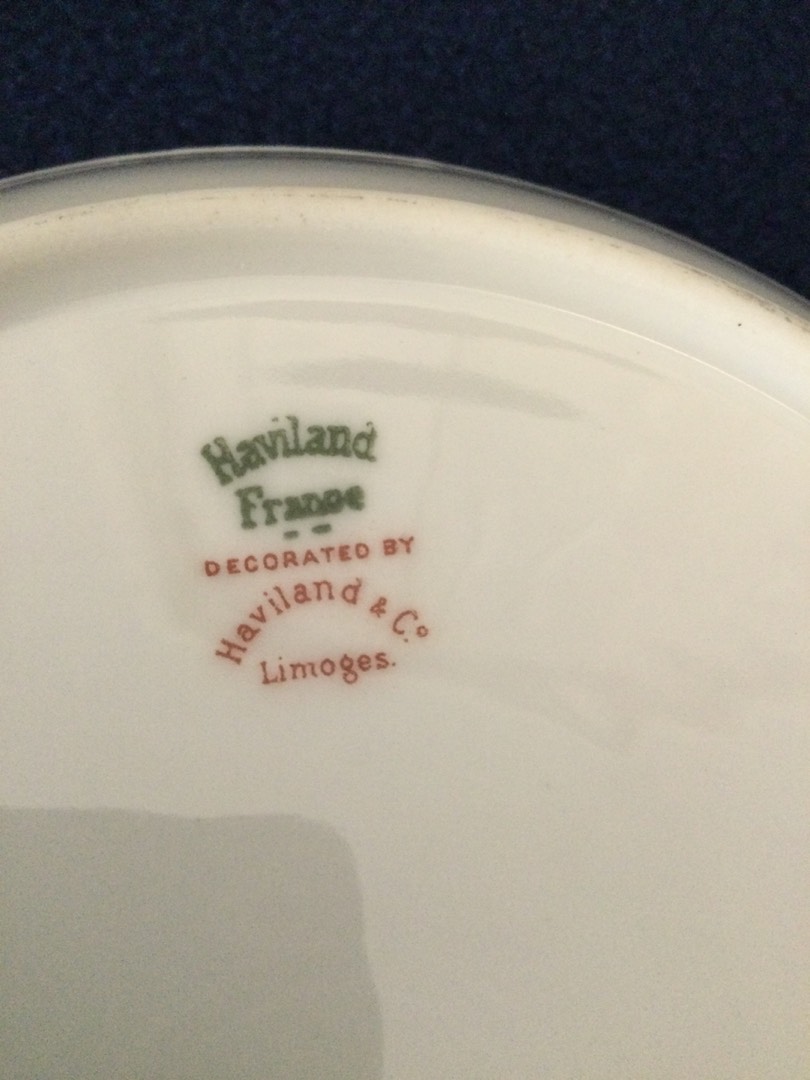 Haviland
France
DECORATED BY
Haviland & Co
Limoges.